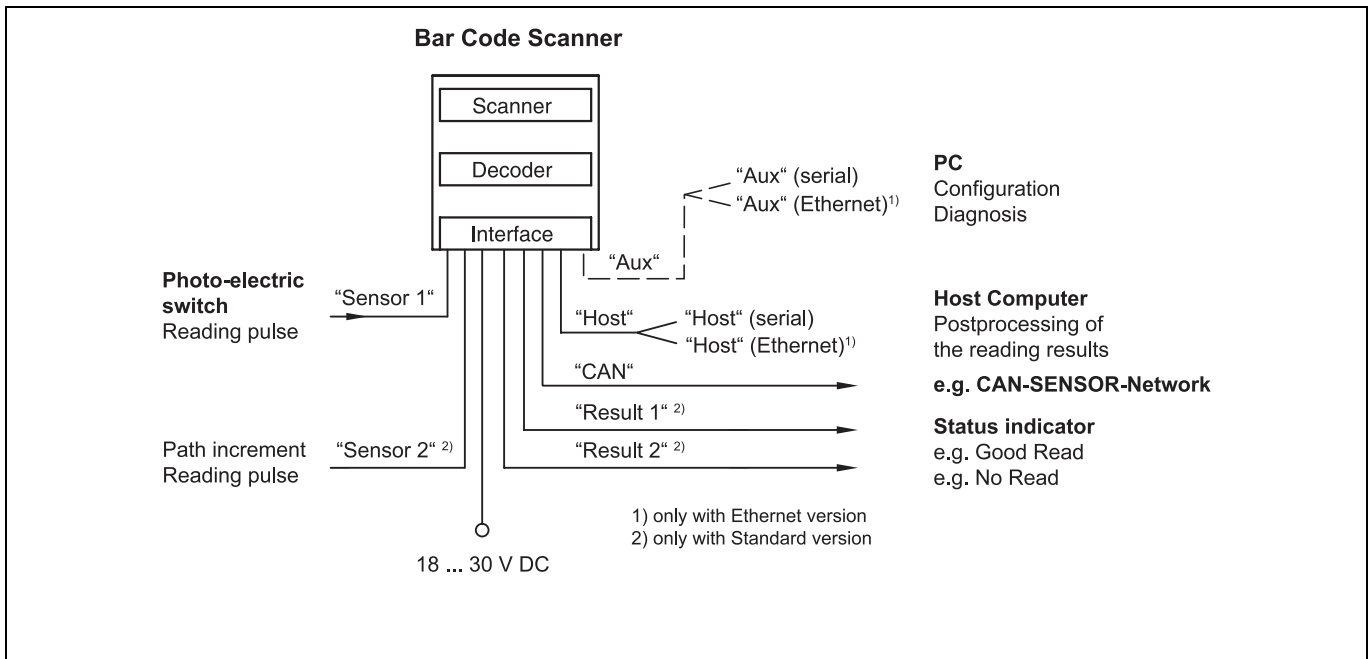 Bar Code Scanner
Scanner
Decoder
Interface
“Aux“
“Aux“ (serial)
“Aux“ (Ethernet)1)
PC
Configuration
Diagnosis
Photo-electric
switch
Reading pulse
“Sensor 1“
“Host“
“Host“ (serial)
“Host“ (Ethernet)1)
Host Computer
Postprocessing of
the reading results
“CAN“
e.g. CAN-SENSOR-Network
“Result 1“ 2)
“Result 2“ 2)
Status indicator
e.g. Good Read
e.g. No Read
Path increment
Reading pulse
“Sensor 2“ 2)
18 ... 30 V DC
1) only with Ethernet version
2) only with Standard version